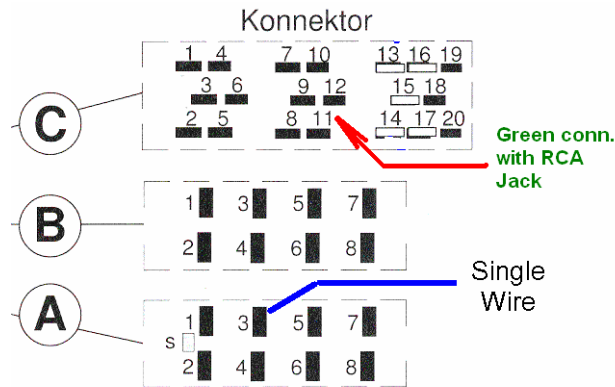 Konnektor
1 4 7 10 13 16 19
3 6 9 12 15 18
C
2 5 8 11 14 17 20
Green conn.
with RCA
Jack
1 3 5 7
B
2 4 6 8
Single
Wire
A
1 3 5 7
S
2 4 6 8